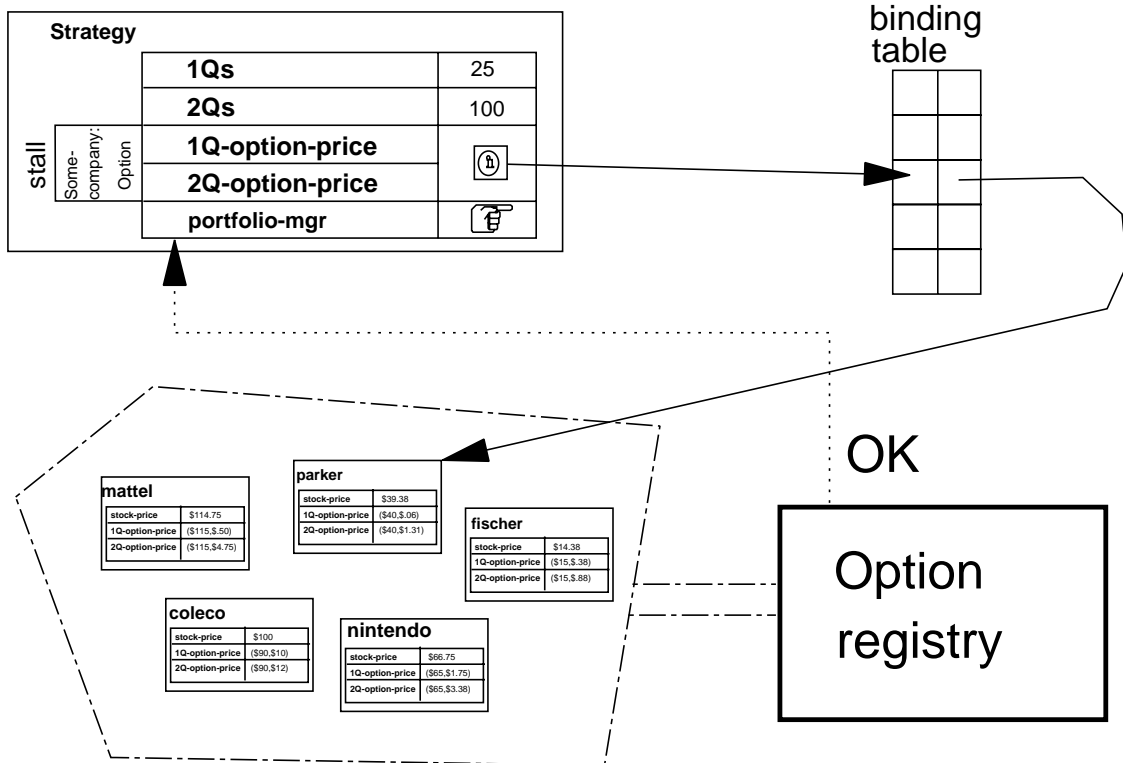 Strategy
1Qs 25
2Qs 100
stall
Some-
company:
Option
1Q-option-price
2Q-option-price
portfolio-mgr
binding
table
OK
Option
registry
mattel
stock-price $114.75
1Q-option-price ($115,$.50)
2Q-option-price ($115,$4.75)
parker
stock-price $39.38
1Q-option-price ($40,$.06)
2Q-option-price ($40,$1.31)
fischer
stock-price $14.38
1Q-option-price ($15,$.38)
2Q-option-price ($15,$.88)
coleco
stock-price $100
1Q-option-price ($90,$10)
2Q-option-price ($90,$12)
nintendo
stock-price $66.75
1Q-option-price ($65,$1.75)
2Q-option-price ($65,$3.38)